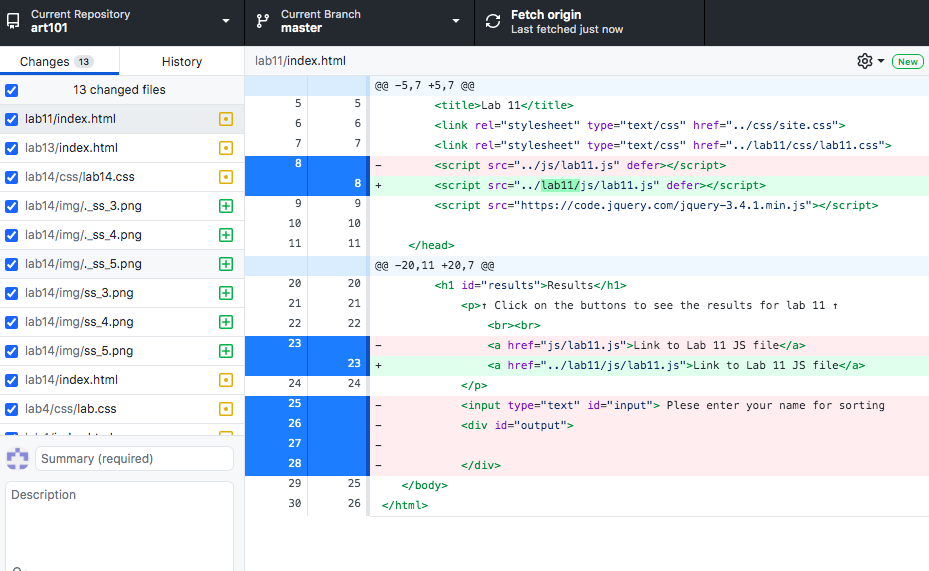 Current Repository
art101
Current Branch
master
Fetch origin
Last fetched just now
Changes 13
History
lab11/index.html
New
13 changed files
lab11/index.html
lab13/index.html
lab14/css/lab14.css
lab14/img/._ss_3.png
lab14/img/._ss_4.png
lab14/img/._ss_5.png
lab14/img/ss_3.png
lab14/img/ss_4.png
lab14/img/ss_5.png
lab14/index.html
lab4/css/lab.css
Summary (required)
Description
@@ -5,7 +5,7 @@
5 5 <title>Lab 11</title>
6 6 <link rel="stylesheet" type="text/css" href="../css/site.css">
7 7 <link rel="stylesheet" type="text/css" href="../lab11/css/lab11.css">
8 - <script src="../js/lab11.js" defer></script>
8 + <script src="../lab11/js/lab11.js" defer></script>
9 9 <script src="https://code.jquery.com/jquery-3.4.1.min.js"></script>
10 10
11 11 </head>
@@ -20,11 +20,7 @@
20 20 <h1 id="results">Results</h1>
21 21 <p>↑ Click on the buttons to see the results for lab 11 ↑
22 22 <br><br>
23 - <a href="js/lab11.js">Link to Lab 11 JS file</a>
23 + <a href="../lab11/js/lab11.js">Link to Lab 11 JS file</a>
24 24 </p>
25 - <input type="text" id="input"> Plese enter your name for sorting
26 - <div id="output">
27 -
28 - </div>
29 25 </body>
30 26 </html>